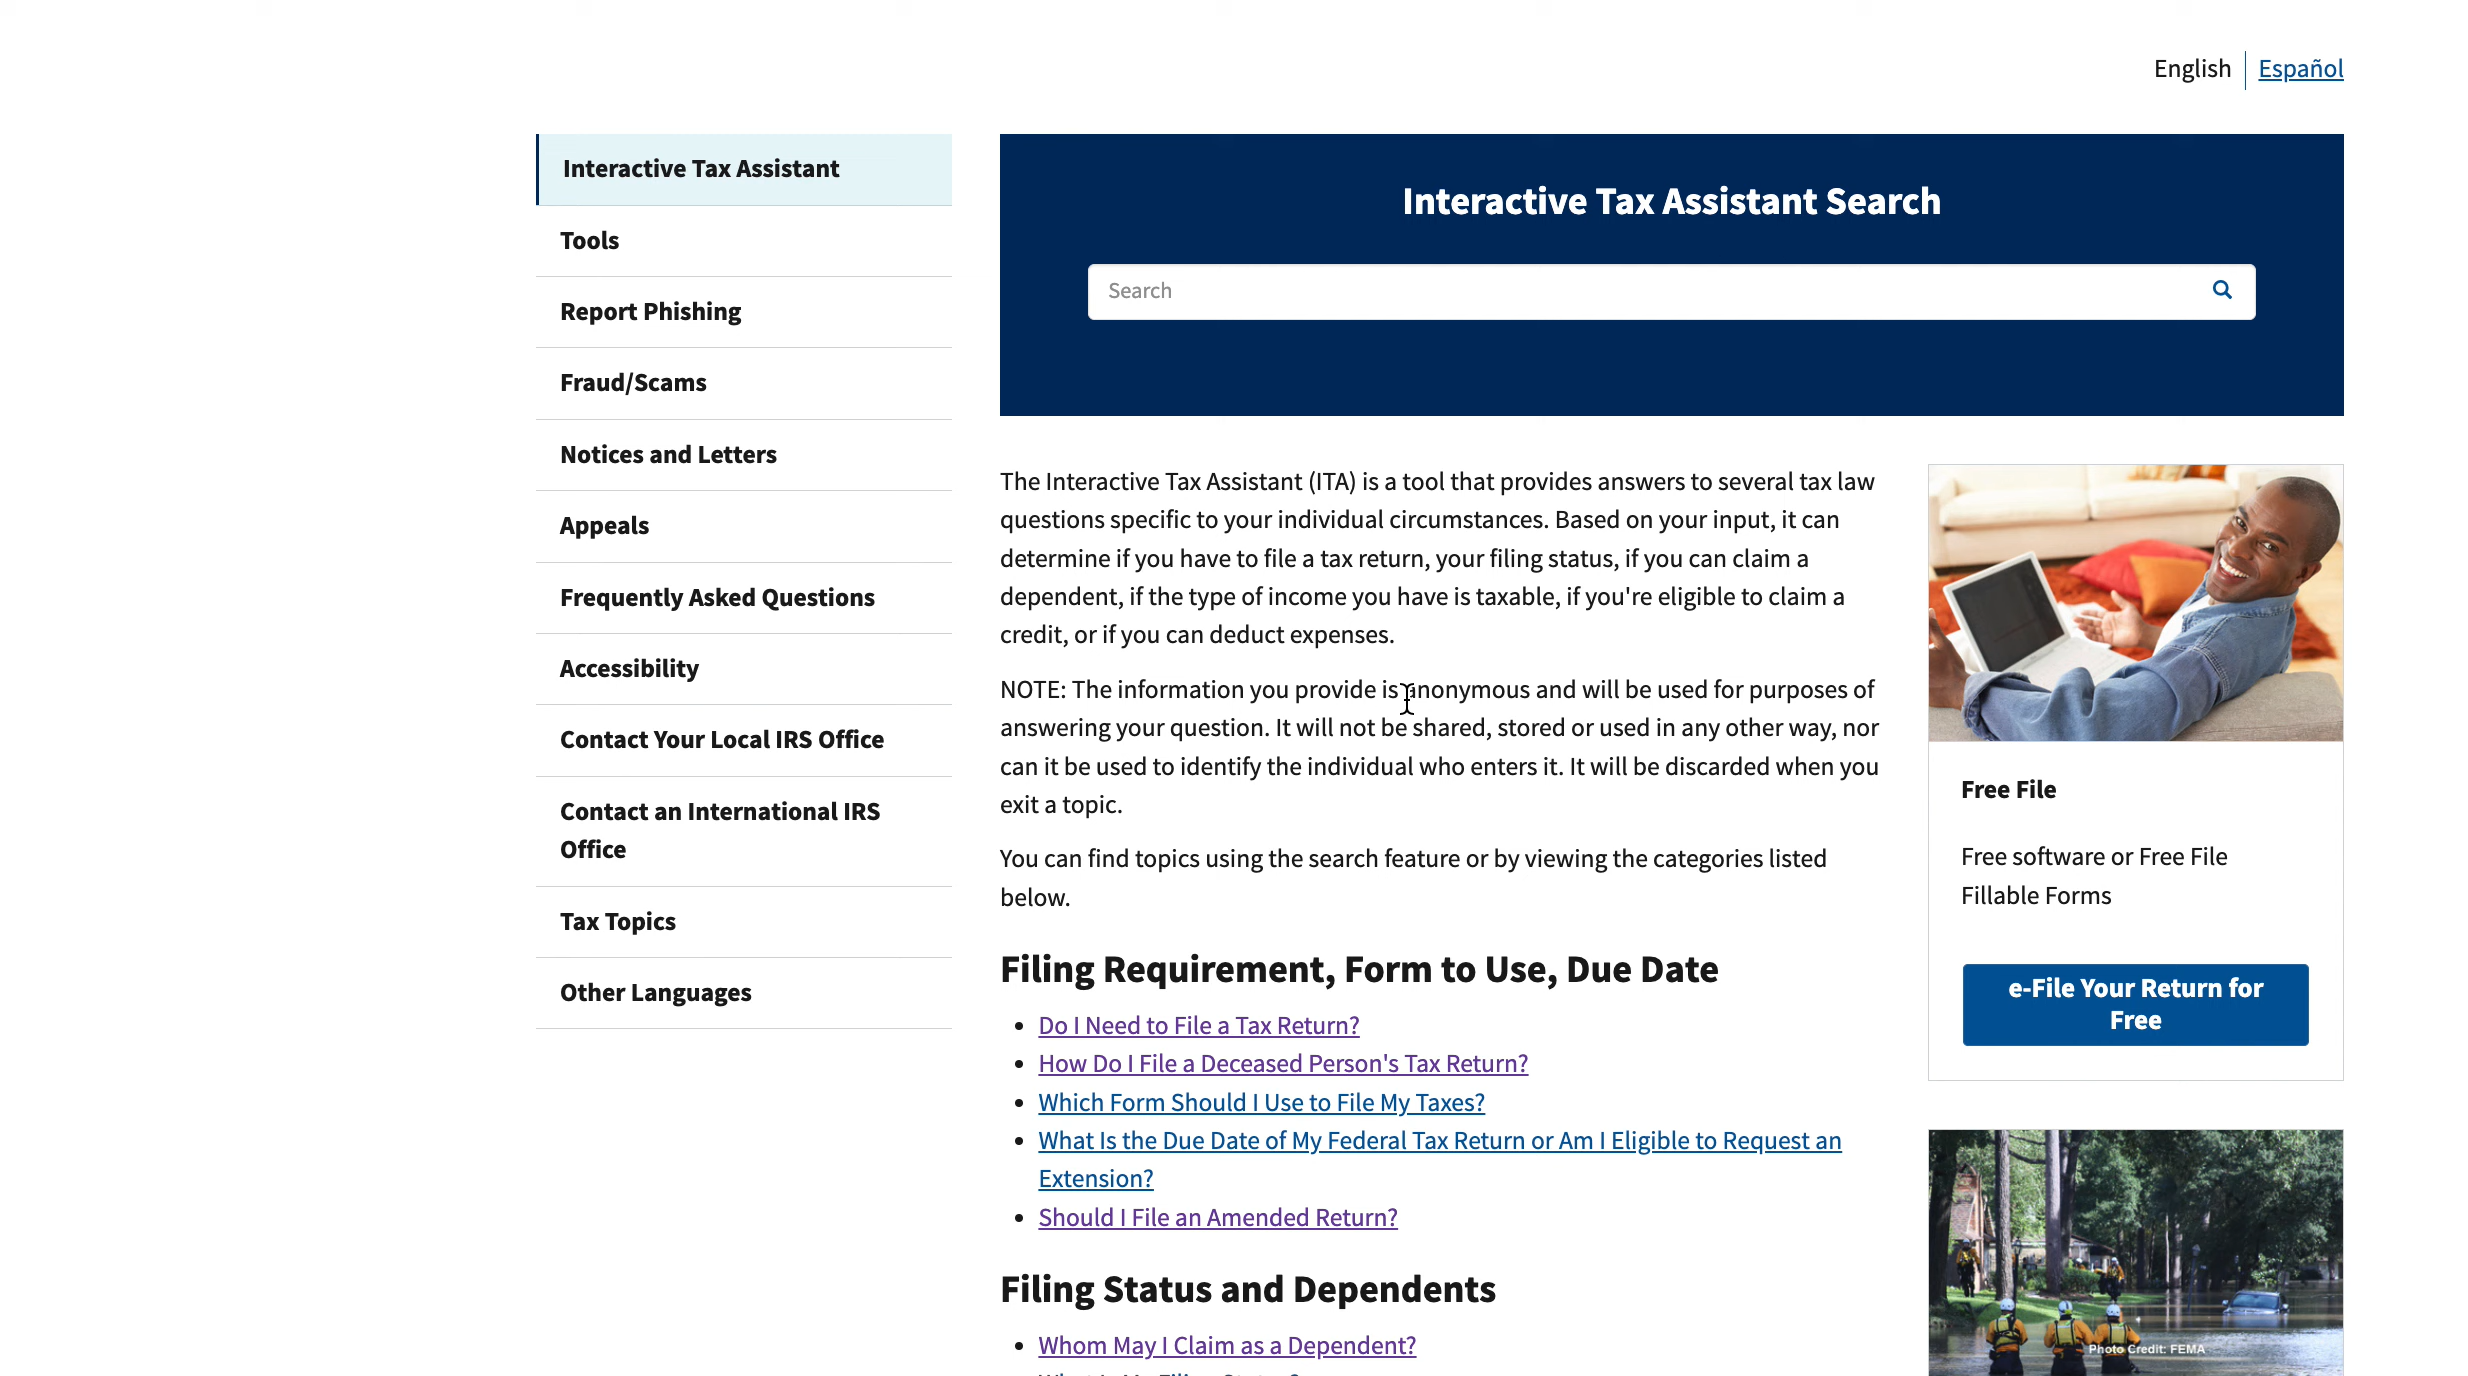 English
Español
Interactive Tax Assistant
Tools
Report Phishing
Fraud/Scams
Notices and Letters
Appeals
Frequently Asked Questions
Accessibility
Contact Your Local IRS Office
Contact an International IRS
Office
Tax Topics
Other Languages
Interactive Tax Assistant Search
Search
The Interactive Tax Assistant (ITA) is a tool that provides answers to several tax law
questions specific to your individual circumstances. Based on your input, it can
determine if you have to file a tax return, your filing status, if you can claim a
dependent, if the type of income you have is taxable, if you're eligible to claim a
credit, or if you can deduct expenses.
NOTE: The information you provide is anonymous and will be used for purposes of
answering your question. It will not be shared, stored or used in any other way, nor
can it be used to identify the individual who enters it. It will be discarded when you
exit a topic.
You can find topics using the search feature or by viewing the categories listed
below.
Filing Requirement, Form to Use, Due Date
Do I Need to File a Tax Return?
How Do I File a Deceased Person's Tax Return?
Which Form Should I Use to File My Taxes?
What Is the Due Date of My Federal Tax Return or Am I Eligible to Request an
Extension?
Should I File an Amended Return?
Filing Status and Dependents
Whom May I Claim as a Dependent?
Free File
Free software or Free File
Fillable Forms
e-File Your Return for
Free
Photo Credit: FEMA